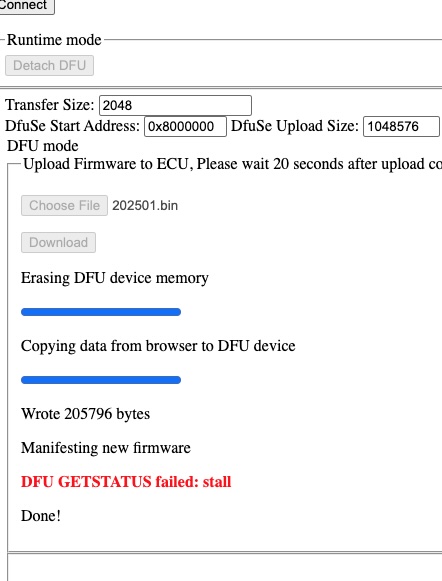 Connect
Runtime mode
Detach DFU
Transfer Size: 2048
DfuSe Start Address: 0x8000000 DfuSe Upload Size: 1048576
DFU mode
Upload Firmware to ECU, Please wait 20 seconds after upload co
Choose File 202501.bin
Download
Erasing DFU device memory
Copying data from browser to DFU device
Wrote 205796 bytes
Manifesting new firmware
DFU GETSTATUS failed: stall
Done!